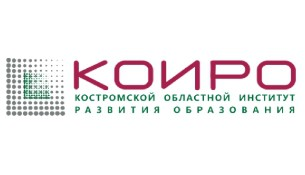 КОИРО
КОСТРОМСКОЙ ОБЛАСТНОЙ ИНСТИТУТ
РАЗВИТИЯ ОБРАЗОВАНИЯ